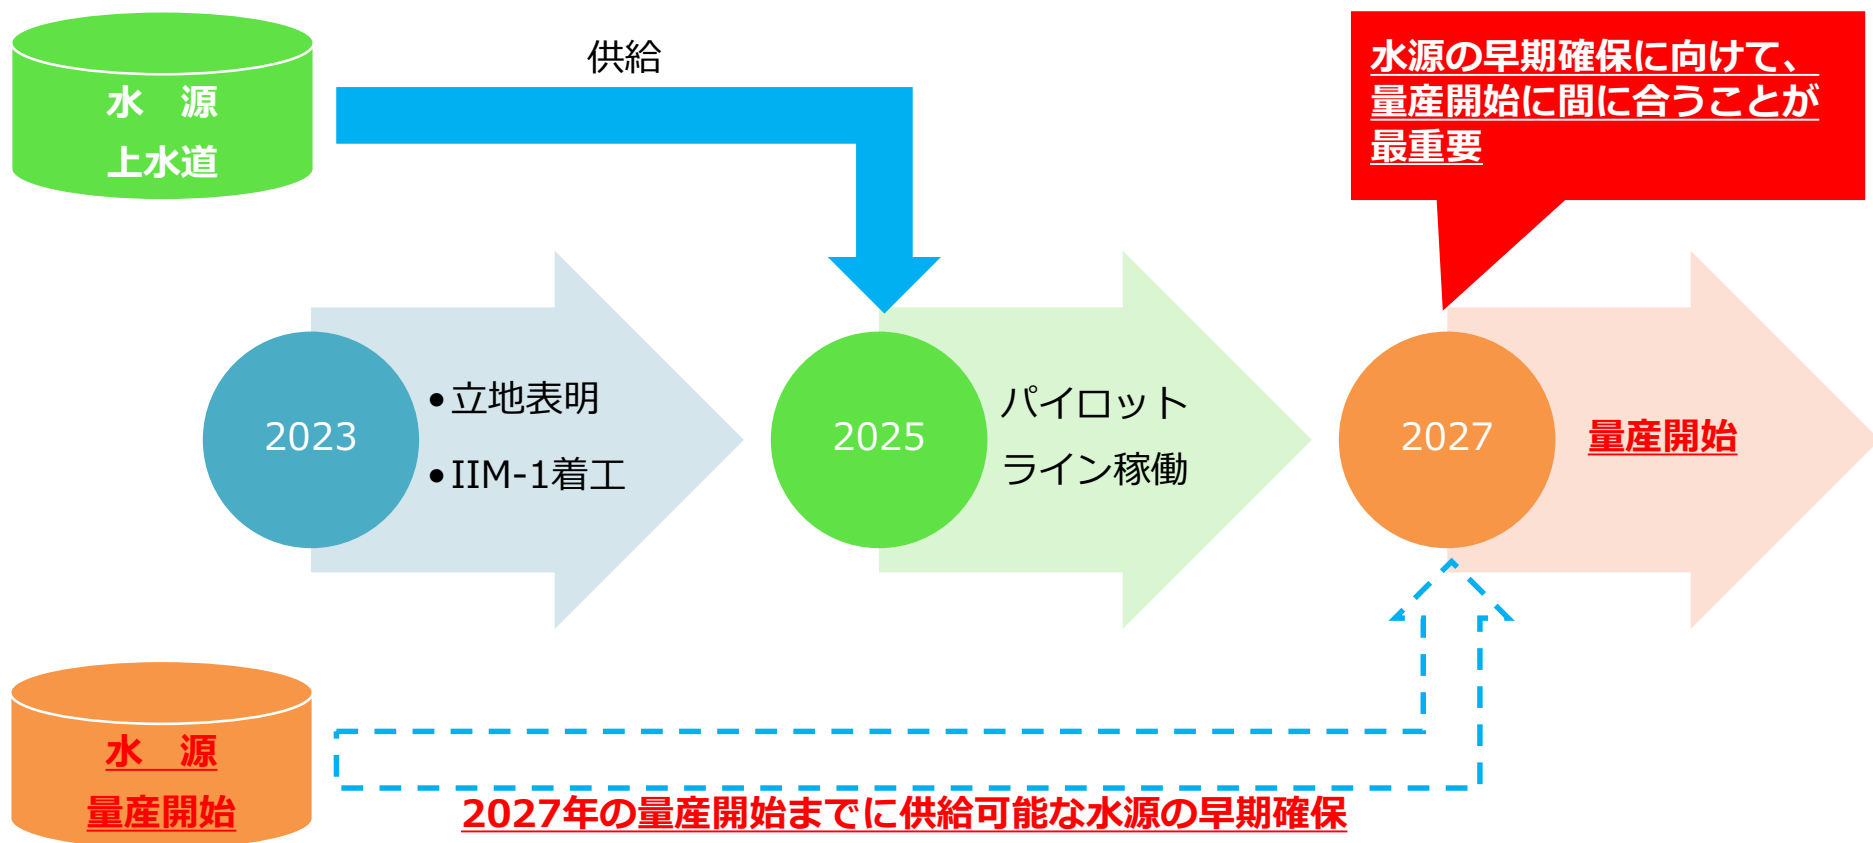 水　源
上水道
供給
水源の早期確保に向けて、
量産開始に間に合うことが
最重要
2023
•立地表明
•IIM-1着工
2025
パイロット
ライン稼働
2027
量産開始
水　源
量産開始
2027年の量産開始までに供給可能な水源の早期確保